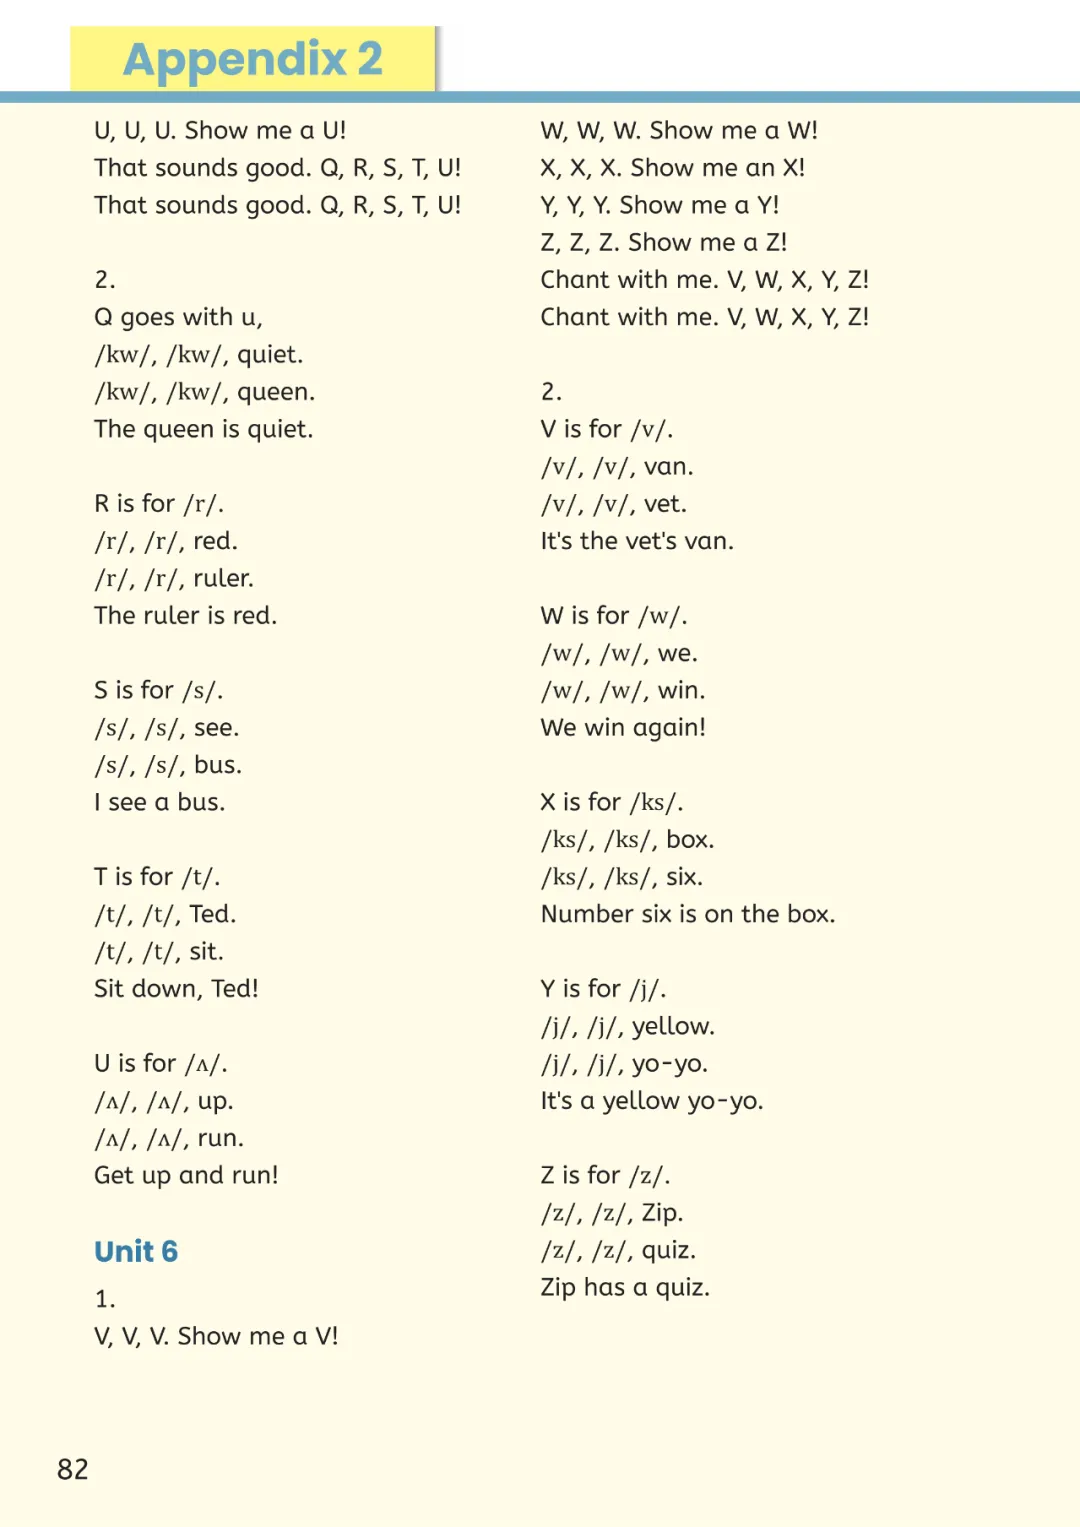 Appendix 2
U, U, U. Show me a U!
That sounds good. Q, R, S, T, U!
That sounds good. Q, R, S, T, U!
2.
Q goes with u,
/kw/, /kw/, quiet.
/kw/, /kw/, queen.
The queen is quiet.
R is for /r/.
/r/, /r/, red.
/r/, /r/, ruler.
The ruler is red.
S is for /s/.
/s/, /s/, see.
/s/, /s/, bus.
I see a bus.
T is for /t/.
/t/, /t/, Ted.
/t/, /t/, sit.
Sit down, Ted!
U is for /ʌ/.
/ʌ/, /ʌ/, up.
/ʌ/, /ʌ/, run.
Get up and run!
Unit 6
1.
V, V, V. Show me a V!
W, W, W. Show me a W!
X, X, X. Show me an X!
Y, Y, Y. Show me a Y!
Z, Z, Z. Show me a Z!
Chant with me. V, W, X, Y, Z!
Chant with me. V, W, X, Y, Z!
2.
V is for /v/.
/v/, /v/, van.
/v/, /v/, vet.
It's the vet's van.
W is for /w/.
/w/, /w/, we.
/w/, /w/, win.
We win again!
X is for /ks/.
/ks/, /ks/, box.
/ks/, /ks/, six.
Number six is on the box.
Y is for /j/.
/j/, /j/, yellow.
/j/, /j/, yo-yo.
It's a yellow yo-yo.
Z is for /z/.
/z/, /z/, Zip.
/z/, /z/, quiz.
Zip has a quiz.
82